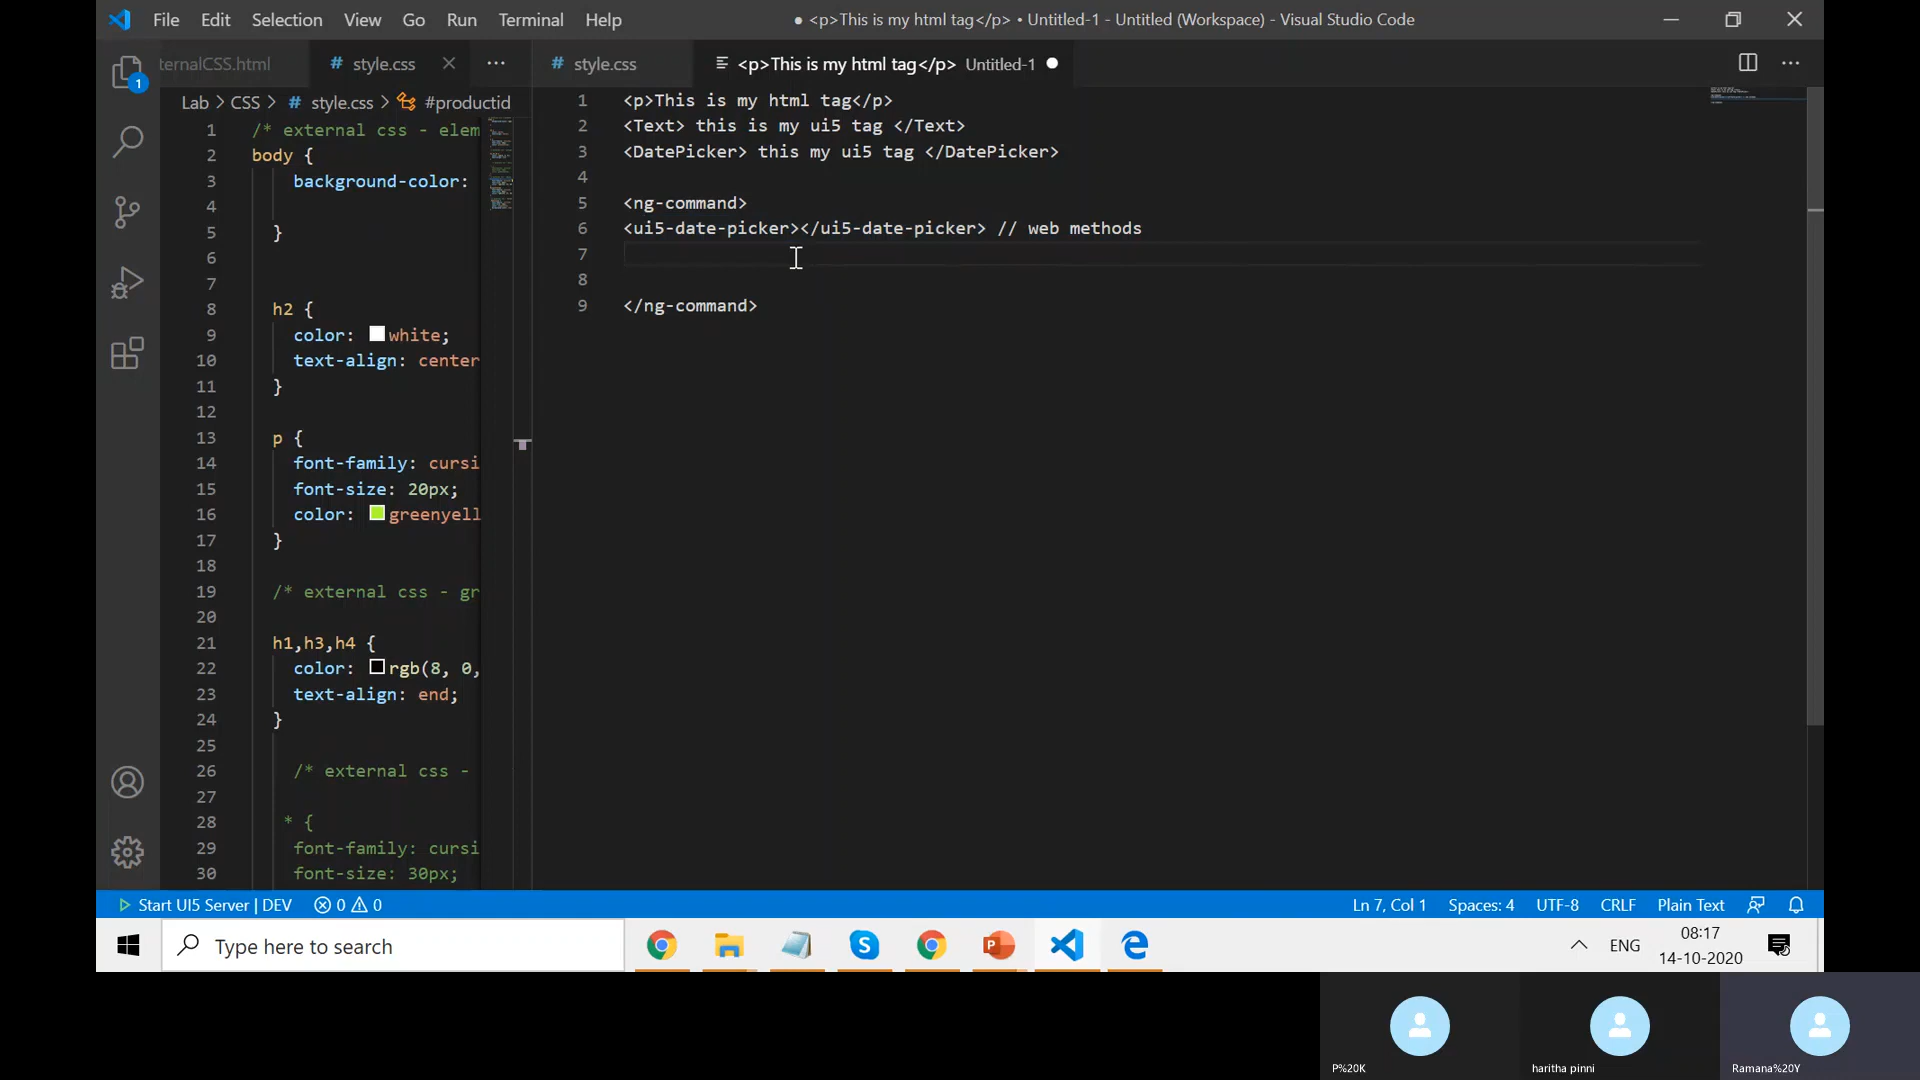 File Edit Selection View Go Run Terminal Help
● <p>This is my html tag</p> • Untitled-1 - Untitled (Workspace) - Visual Studio Code
ternalCSS.html
# style.css
# style.css
<p>This is my html tag</p> Untitled-1
1
Lab > CSS > # style.css > #productid
1 /* external css - elem
2 body {
3 background-color:
4
5 }
6
7
8 h2 {
9 color: white;
10 text-align: center
11 }
12
13 p {
14 font-family: cursi
15 font-size: 20px;
16 color: greenyell
17 }
18
19 /* external css - gr
20
21 h1,h3,h4 {
22 color: rgb(8, 0,
23 text-align: end;
24 }
25
26 /* external css -
27
28 * {
29 font-family: cursi
30 font-size: 30px;
1 <p>This is my html tag</p>
2 <Text> this is my ui5 tag </Text>
3 <DatePicker> this my ui5 tag </DatePicker>
4
5 <ng-command>
6 <ui5-date-picker></ui5-date-picker> // web methods
7
8
9 </ng-command>
Start UI5 Server | DEV 0 0
Ln 7, Col 1 Spaces: 4 UTF-8 CRLF Plain Text
Type here to search
ENG
08:17
14-10-2020
P%20K
haritha pinni
Ramana%20Y